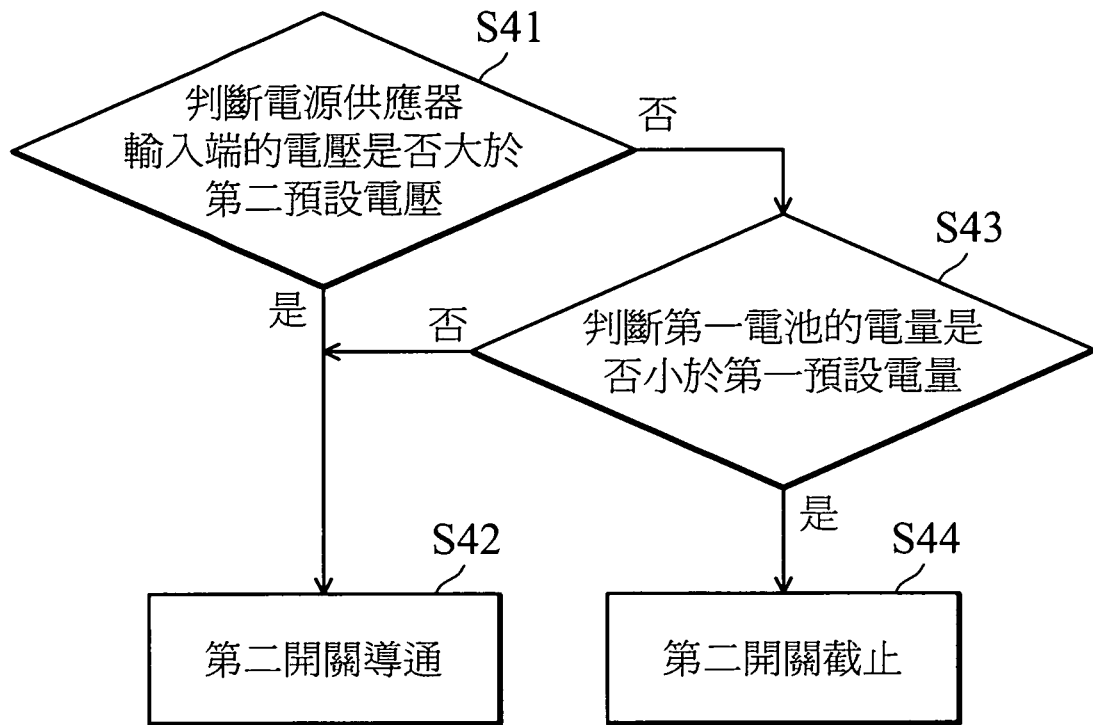 S41
判斷電源供應器
輸入端的電壓是否大於
第二預設電壓
否
S43
是
否
判斷第一電池的電量是
否小於第一預設電量
是
S42
S44
第二開關導通
第二開關截止